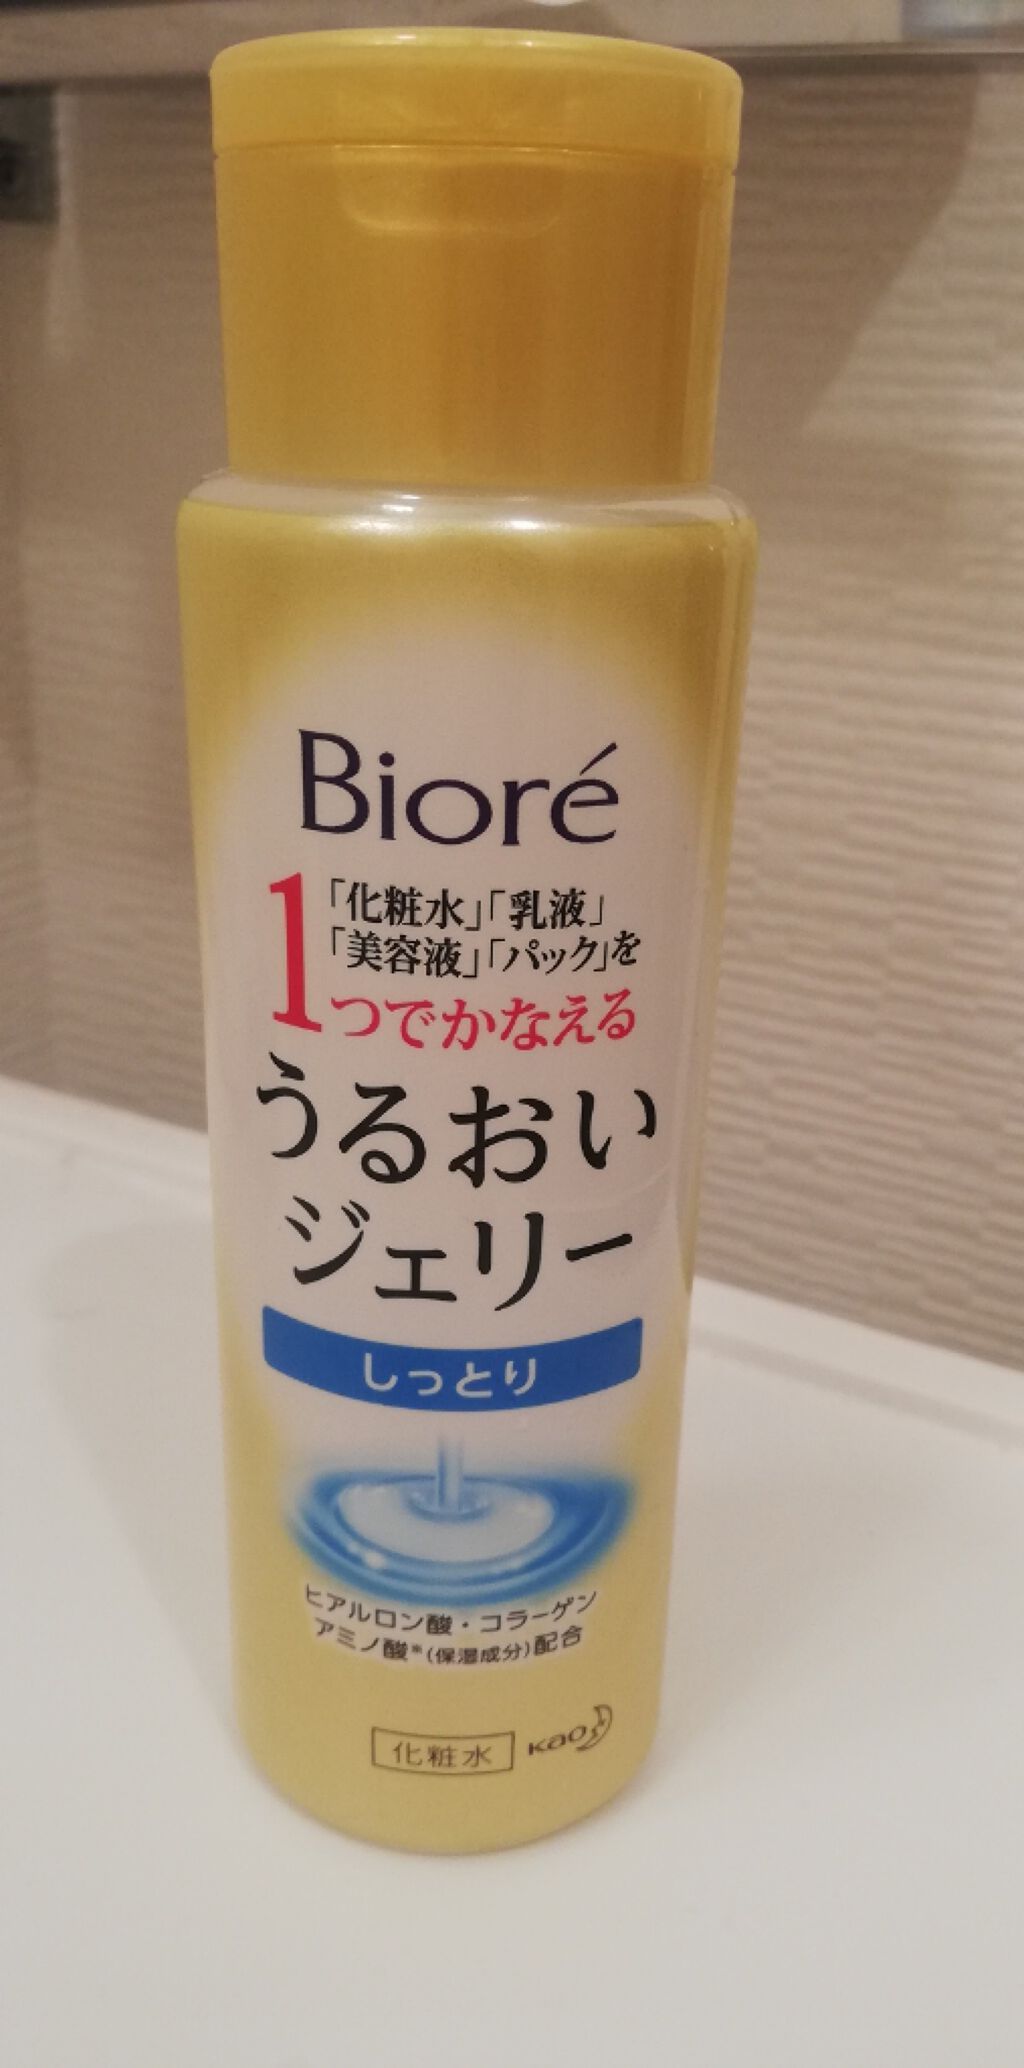 Bioré
「化粧水」「乳液」
「美容液」「パック」を
1つでかなえる
うるおい
ジェリー
しっとり
ヒアルロン酸・コラーゲン
アミノ酸*(保湿成分)配合
化粧水
Kao